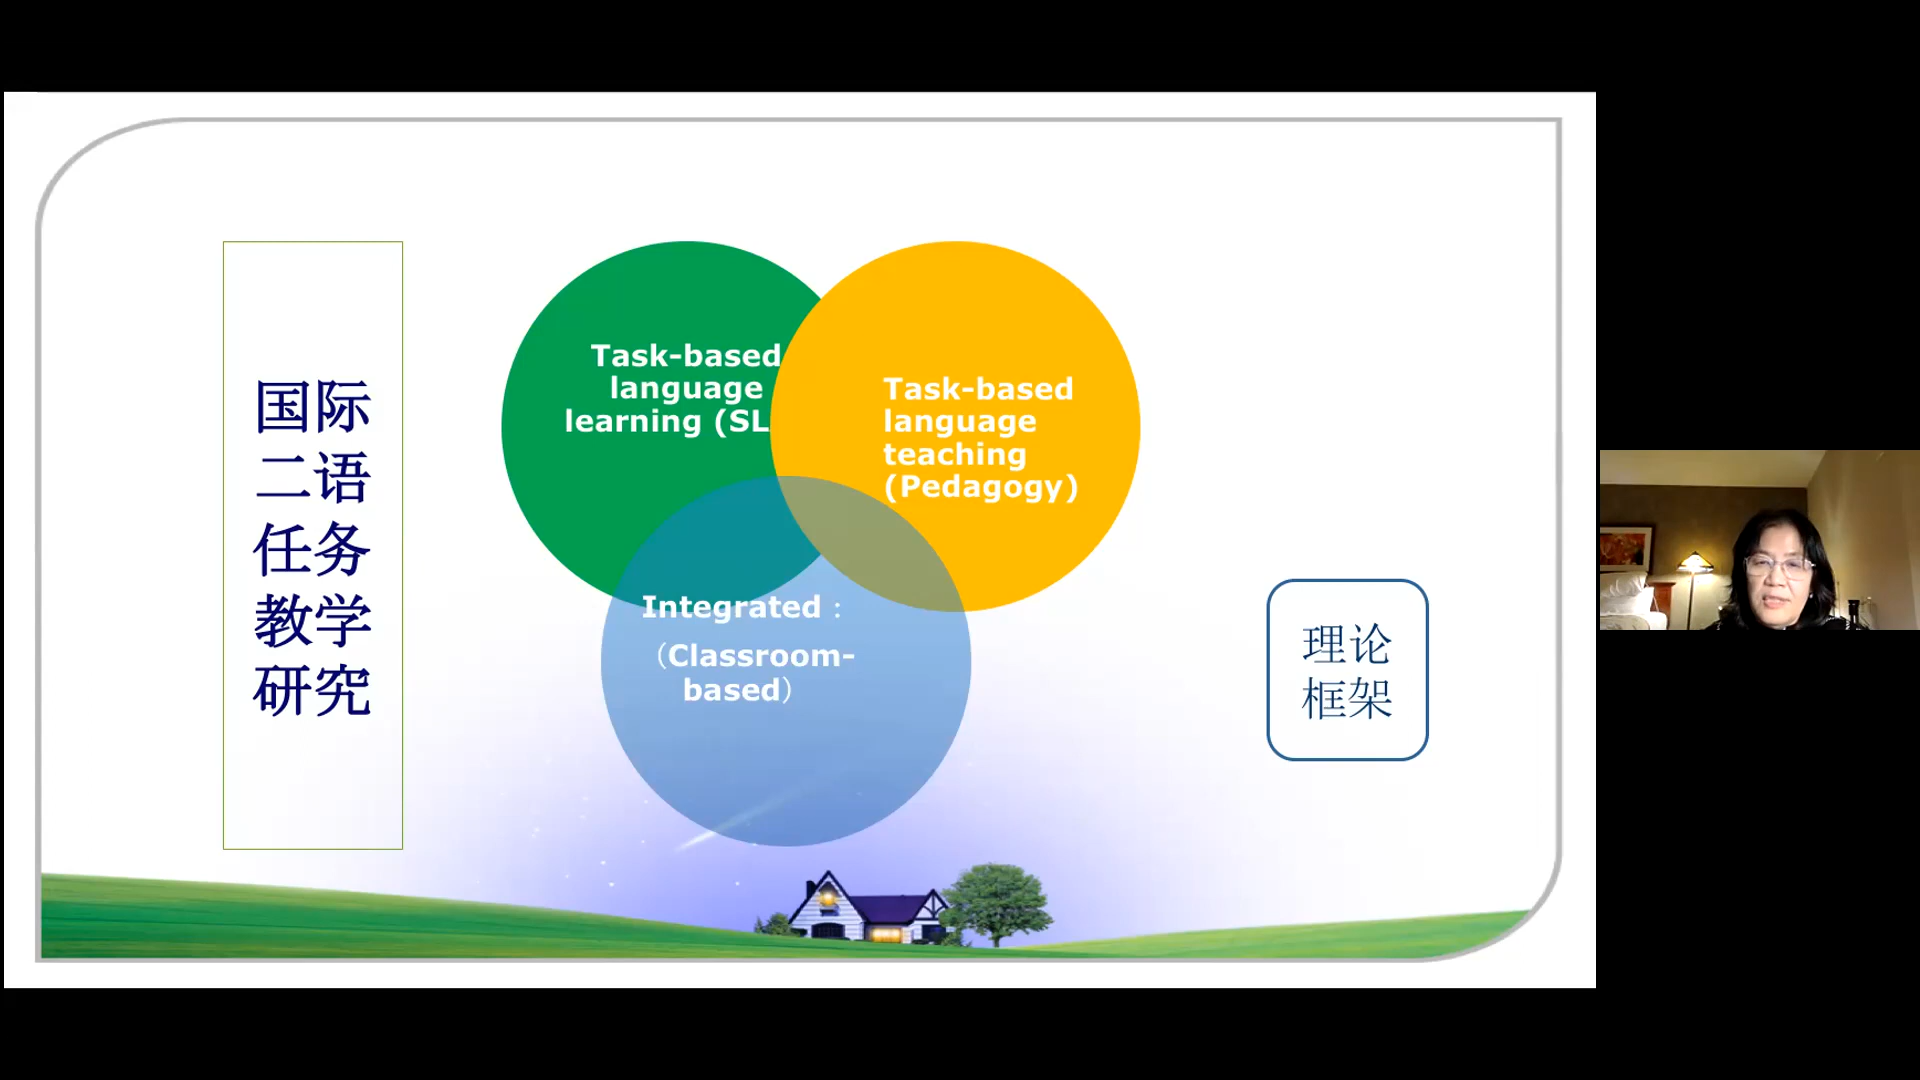 国际
二语
任务
教学
研究
Task-based
language
learning (SL
Task-based
language
teaching
(Pedagogy)
Integrated：
（Classroom-
based）
理论
框架